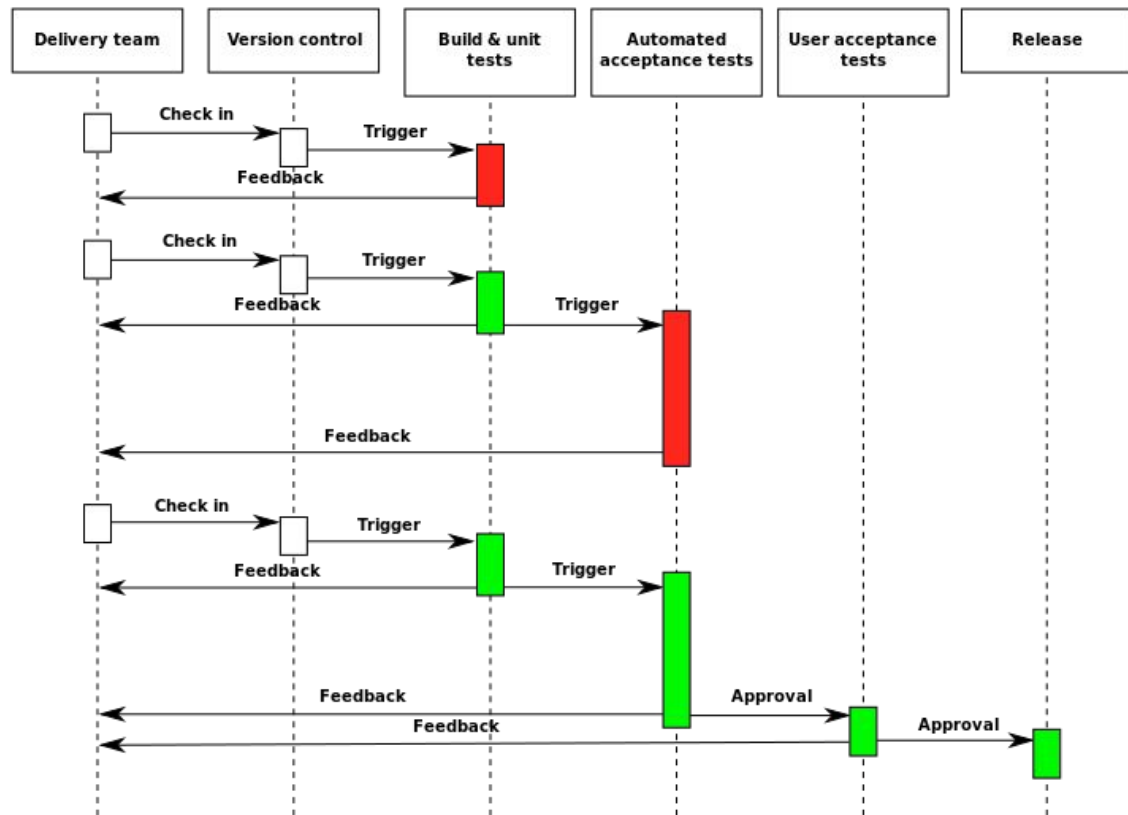 Delivery team
Version control
Build & unit
tests
Automated
acceptance tests
User acceptance
tests
Release
Check in
Trigger
Feedback
Check in
Trigger
Feedback
Trigger
Feedback
Check in
Trigger
Feedback
Trigger
Feedback
Approval
Feedback
Approval